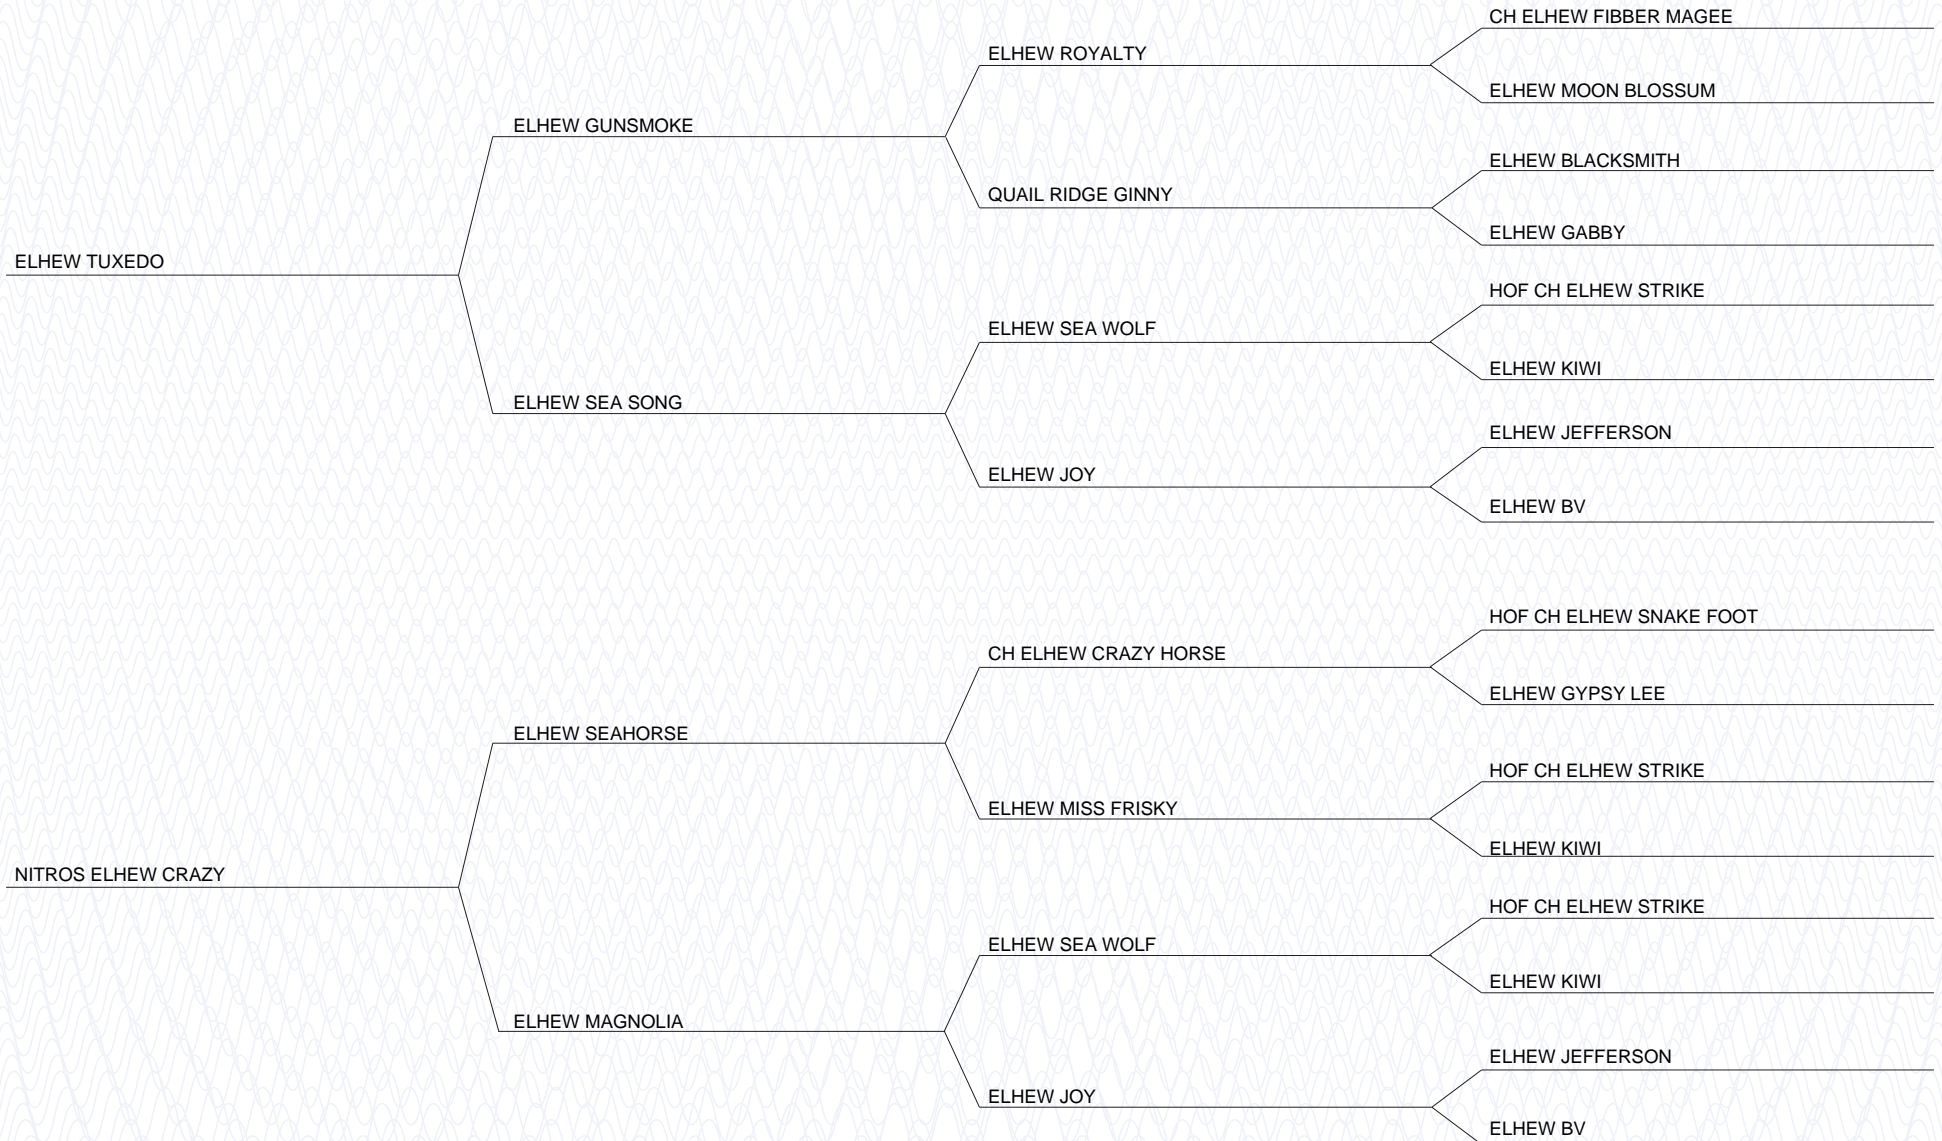 CH ELHEW FIBBER MAGEE
ELHEW ROYALTY
ELHEW MOON BLOSSUM
ELHEW GUNSMOKE
ELHEW BLACKSMITH
QUAIL RIDGE GINNY
ELHEW GABBY
ELHEW TUXEDO
HOF CH ELHEW STRIKE
ELHEW SEA WOLF
ELHEW KIWI
ELHEW SEA SONG
ELHEW JEFFERSON
ELHEW JOY
ELHEW BV
HOF CH ELHEW SNAKE FOOT
CH ELHEW CRAZY HORSE
ELHEW GYPSY LEE
ELHEW SEAHORSE
HOF CH ELHEW STRIKE
ELHEW MISS FRISKY
ELHEW KIWI
NITROS ELHEW CRAZY
HOF CH ELHEW STRIKE
ELHEW SEA WOLF
ELHEW KIWI
ELHEW MAGNOLIA
ELHEW JEFFERSON
ELHEW JOY
ELHEW BV